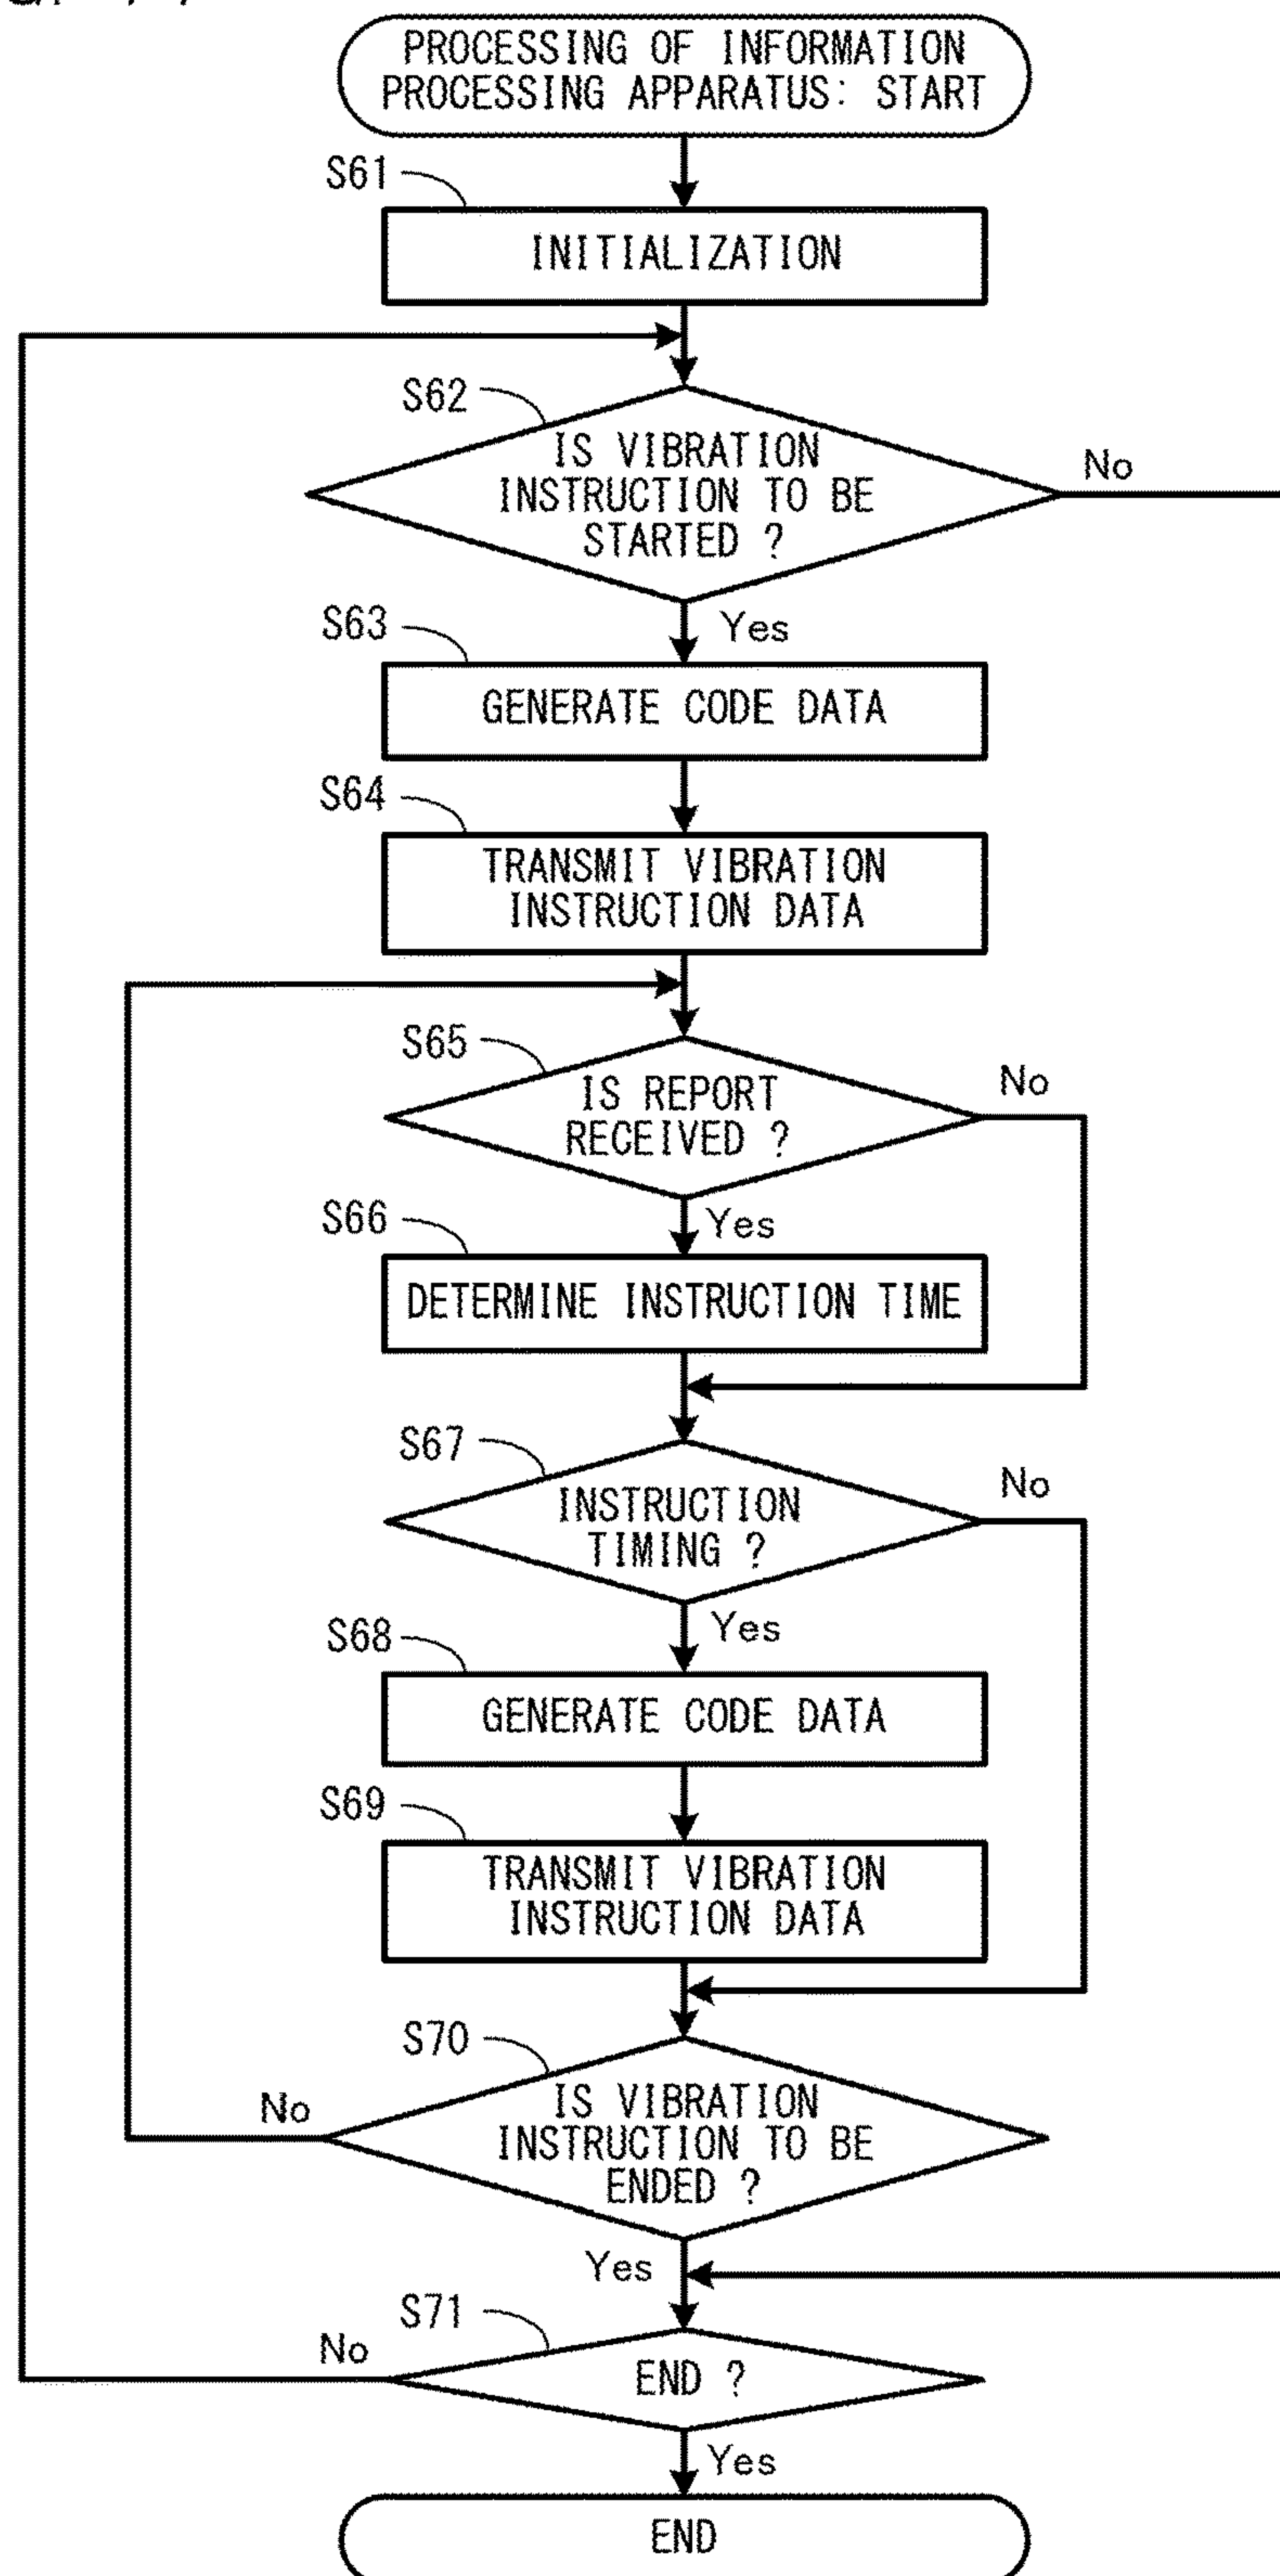 PROCESSING OF INFORMATION
PROCESSING APPARATUS: START
S61
INITIALIZATION
S62
IS VIBRATION
INSTRUCTION TO BE
STARTED ?
No
Yes
S63
GENERATE CODE DATA
S64
TRANSMIT VIBRATION
INSTRUCTION DATA
S65
IS REPORT
RECEIVED ?
No
Yes
S66
DETERMINE INSTRUCTION TIME
S67
INSTRUCTION
TIMING ?
No
Yes
S68
GENERATE CODE DATA
S69
TRANSMIT VIBRATION
INSTRUCTION DATA
S70
IS VIBRATION
INSTRUCTION TO BE
ENDED ?
No
Yes
S71
END ?
No
Yes
END